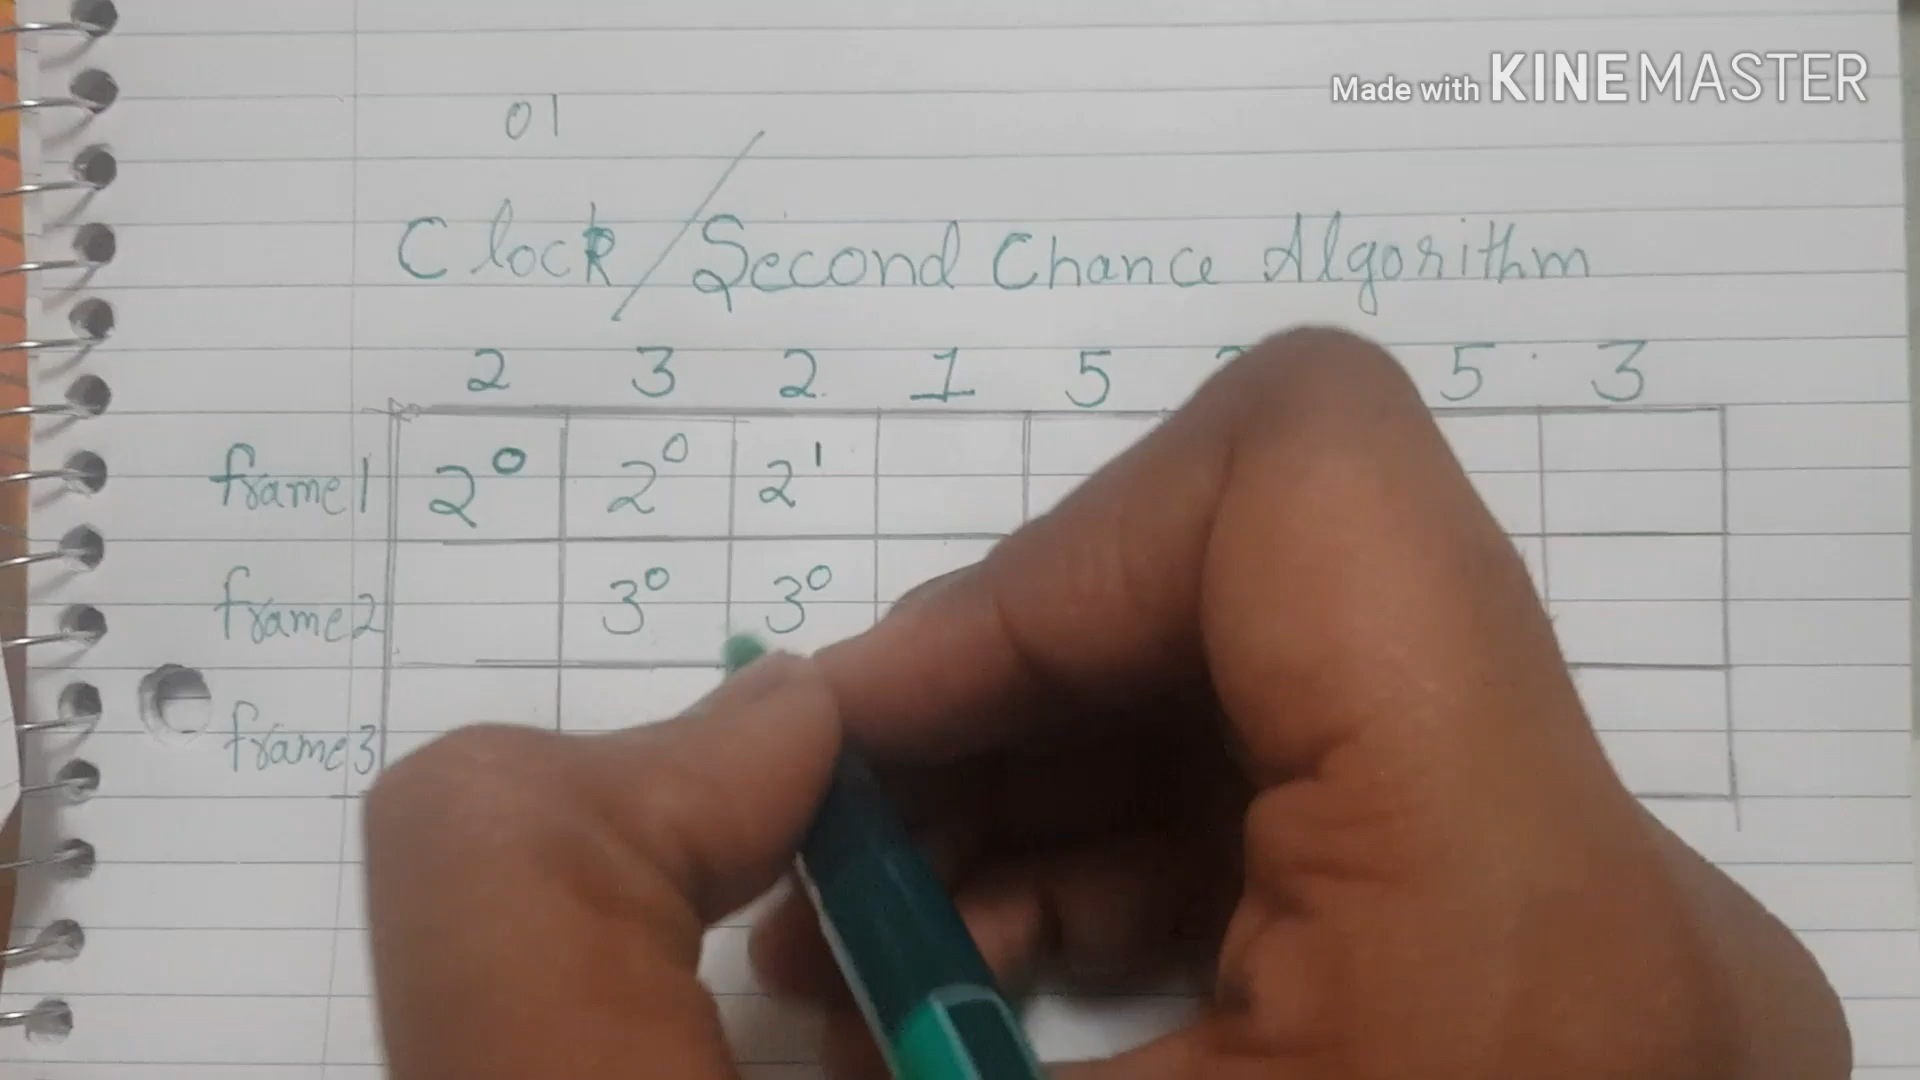 Made with KINEMASTER
01
Clock/Second Chance Algorithm
2 3 2 1 5 5 3
frame1 2⁰ 2⁰ 2¹
frame2 3⁰ 3⁰
frame3